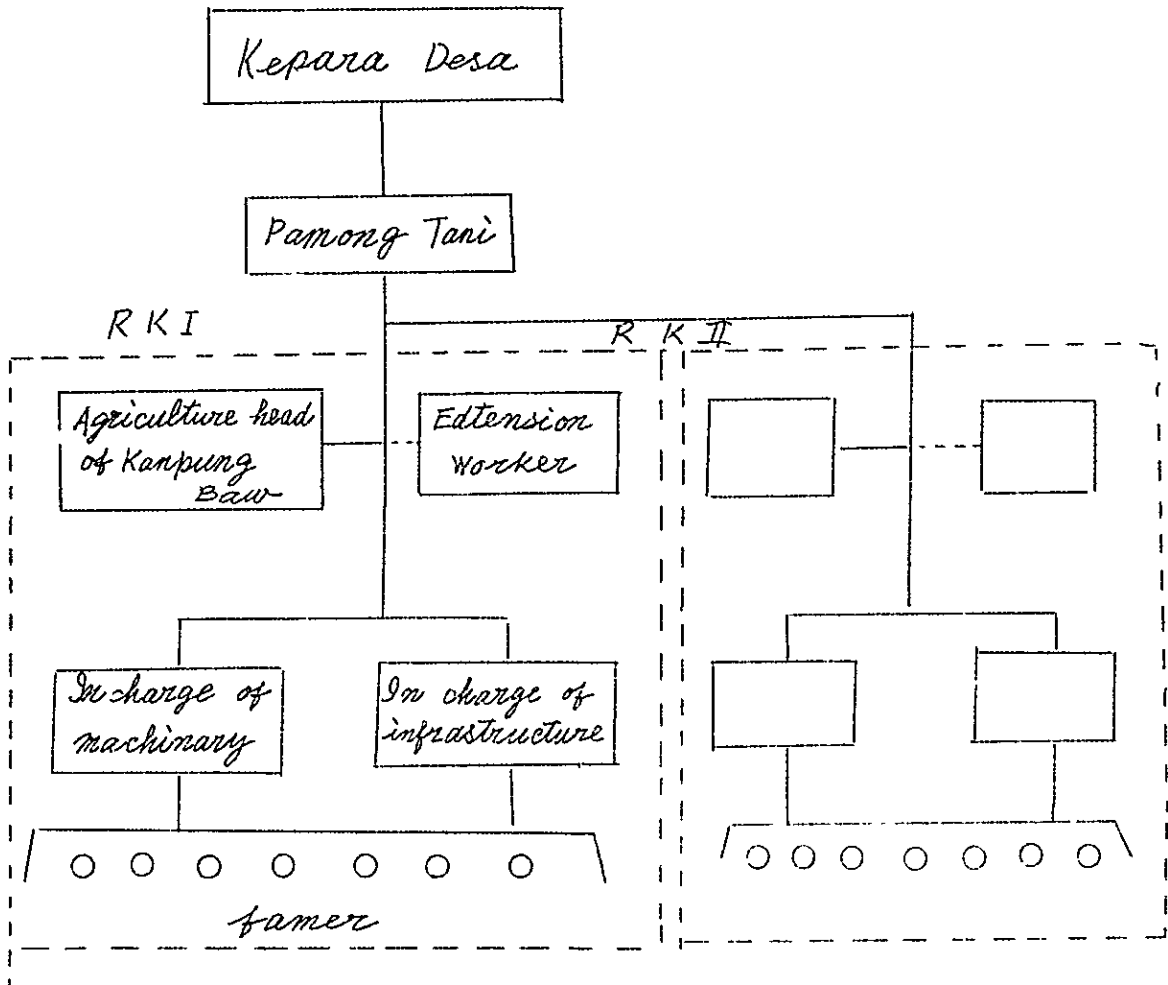 Kepara Desa
Pamong Tani
R K I
R K II
Agriculture head
of Kanpung
Baw
Edtension
Worker
In charge of
machinary
In charge of
infrastructure
famer